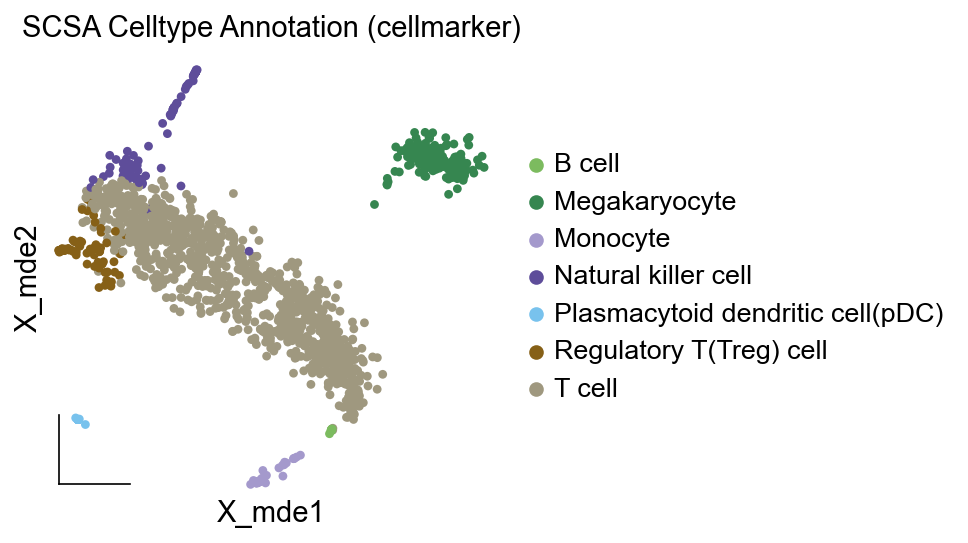 SCSA Celltype Annotation (cellmarker)
B cell
Megakaryocyte
Monocyte
Natural killer cell
Plasmacytoid dendritic cell(pDC)
Regulatory T(Treg) cell
T cell
X_mde2
X_mde1